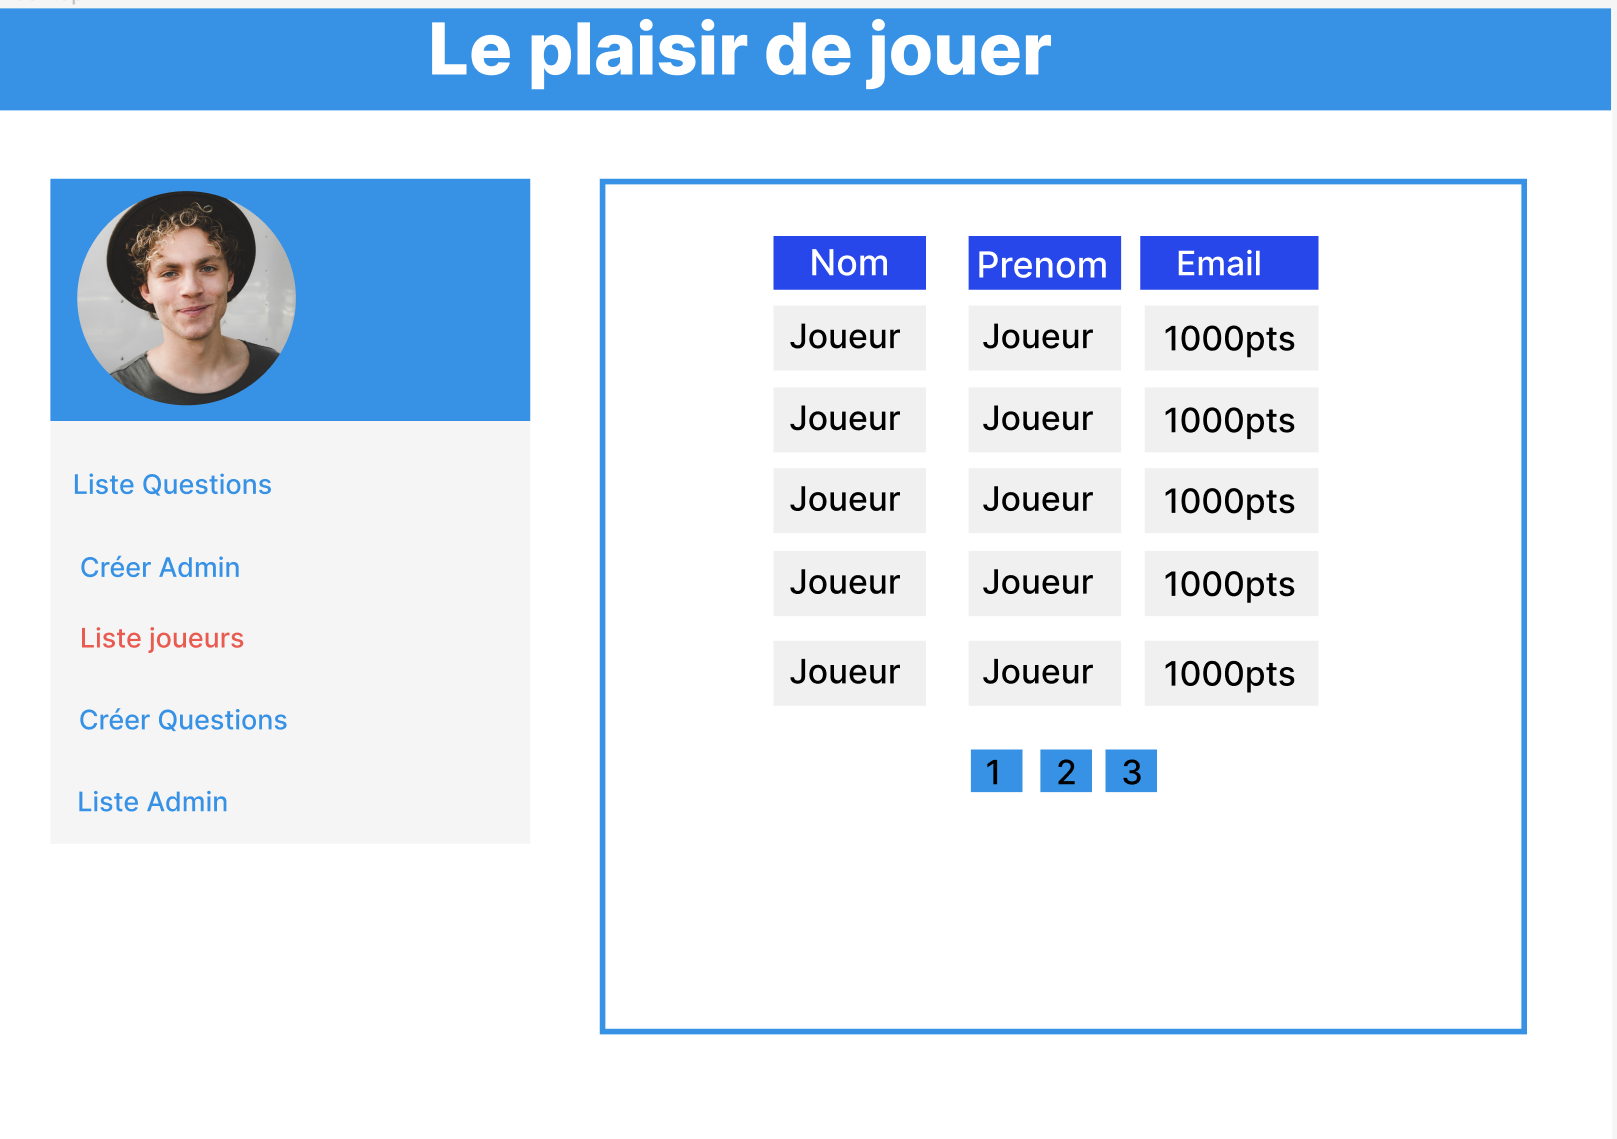 Le plaisir de jouer
Liste Questions
Créer Admin
Liste joueurs
Créer Questions
Liste Admin
Nom Prenom Email
Joueur Joueur 1000pts
Joueur Joueur 1000pts
Joueur Joueur 1000pts
Joueur Joueur 1000pts
Joueur Joueur 1000pts
1 2 3